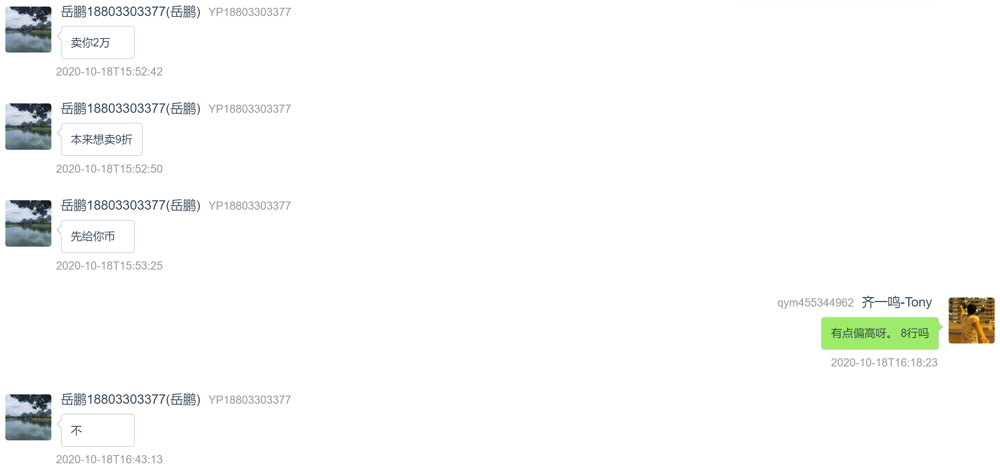 岳鹏18803303377(岳鹏) YP18803303377
卖你2万
2020-10-18T15:52:42
岳鹏18803303377(岳鹏) YP18803303377
本来想卖9折
2020-10-18T15:52:50
岳鹏18803303377(岳鹏) YP18803303377
先给你币
2020-10-18T15:53:25
qym455344962 齐一鸣-Tony
有点偏高呀。 8行吗
2020-10-18T16:18:23
岳鹏18803303377(岳鹏) YP18803303377
不
2020-10-18T16:43:13